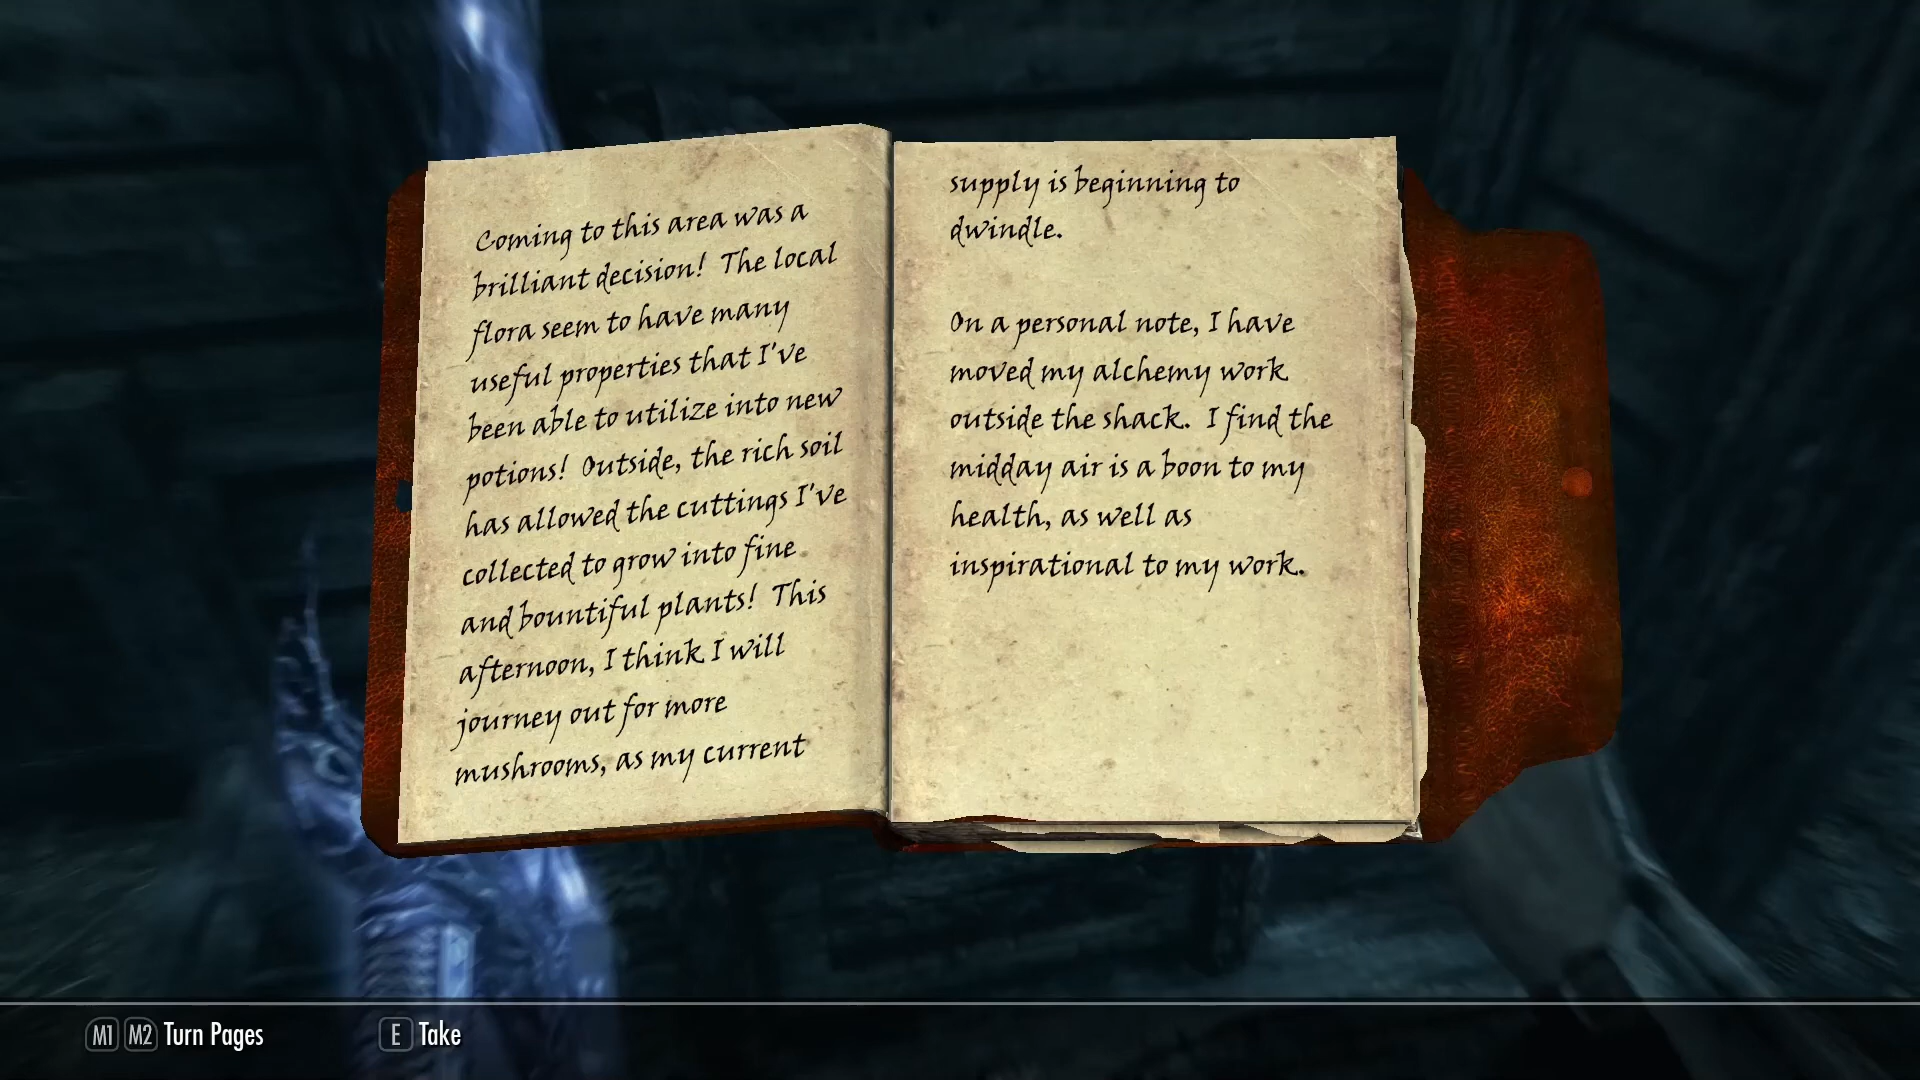 Coming to this area was a
brilliant decision! The local
flora seem to have many
useful properties that I've
been able to utilize into new
potions! Outside, the rich soil
has allowed the cuttings I've
collected to grow into fine
and bountiful plants! This
afternoon, I think I will
journey out for more
mushrooms, as my current
supply is beginning to
dwindle.
On a personal note, I have
moved my alchemy work
outside the shack. I find the
midday air is a boon to my
health, as well as
inspirational to my work.
M1 M2 Turn Pages
E Take